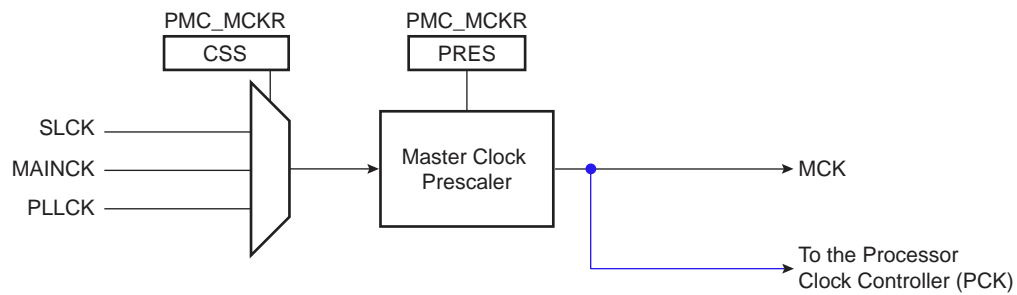 PMC_MCKR
PMC_MCKR
CSS
PRES
SLCK
MAINCK
PLLCK
Master Clock
Prescaler
MCK
To the Processor
Clock Controller (PCK)